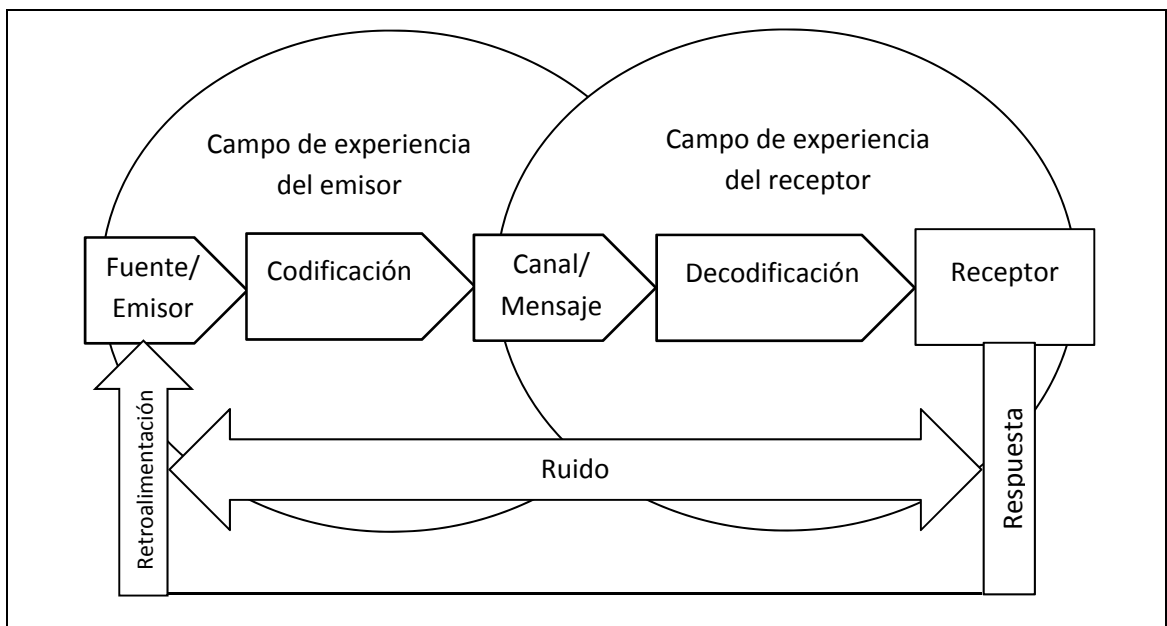 Campo de experiencia
del emisor
Campo de experiencia
del receptor
Fuente/
Emisor
Codificación
Canal/
Mensaje
Decodificación
Receptor
Retroalimentación
Ruido
Respuesta